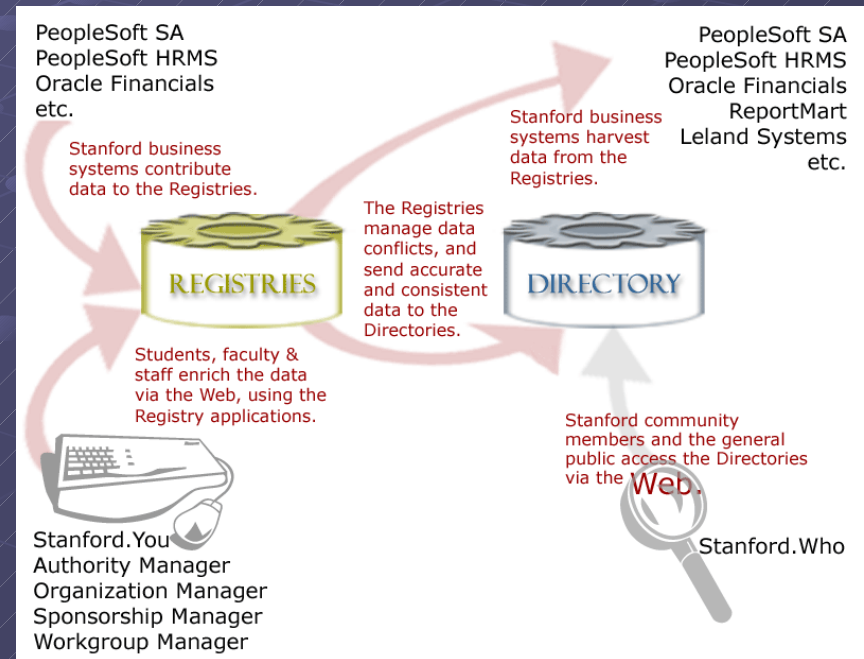 PeopleSoft SA
PeopleSoft HRMS
Oracle Financials
etc.
Stanford business
systems contribute
data to the Registries.
PeopleSoft SA
PeopleSoft HRMS
Oracle Financials
ReportMart
Leland Systems
etc.
Stanford business
systems harvest
data from the
Registries.
The Registries
manage data
conflicts, and
send accurate
and consistent
data to the
Directories.
REGISTRIES
DIRECTORY
Students, faculty &
staff enrich the data
via the Web, using the
Registry applications.
Stanford community
members and the general
public access the Directories
via the Web.
Stanford.You
Authority Manager
Organization Manager
Sponsorship Manager
Workgroup Manager
Stanford.Who